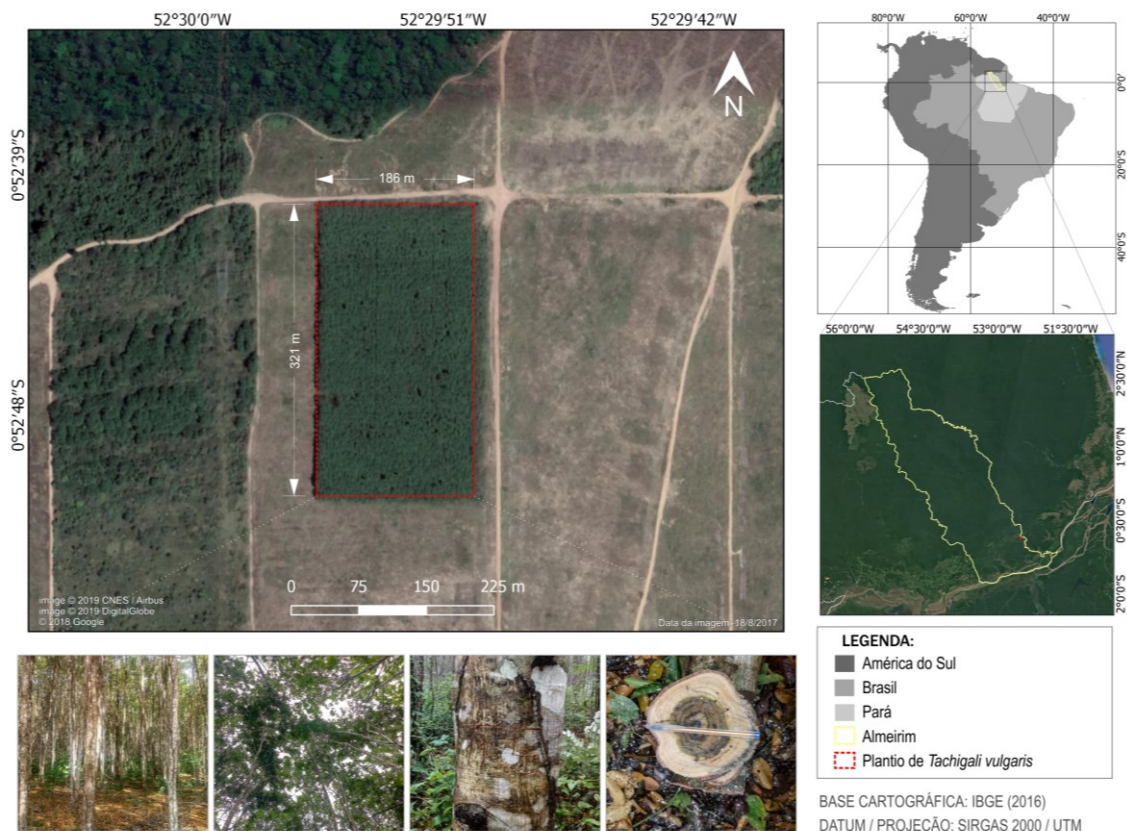 52°30'0"W
52°29'51"W
52°29'42"W
0°52'39"S
0°52'48"S
N
186 m
321 m
0 75 150 225 m
image © 2019 CNES / Airbus
image © 2019 DigitalGlobe
© 2018 Google
Data da imagem -18/8/2017
80°0'W
60°0'W
40°0'W
0°0'
20°0'S
40°0'S
56°0'0"W
54°30'0"W
53°0'0"W
51°30'0"W
2°30'0"N
1°0'0"N
0°30'0"S
2°0'0"S
LEGENDA:
América do Sul
Brasil
Pará
Almeirim
Plantio de Tachigali vulgaris
BASE CARTOGRÁFICA: IBGE (2016)
DATUM / PROJEÇÃO: SIRGAS 2000 / UTM